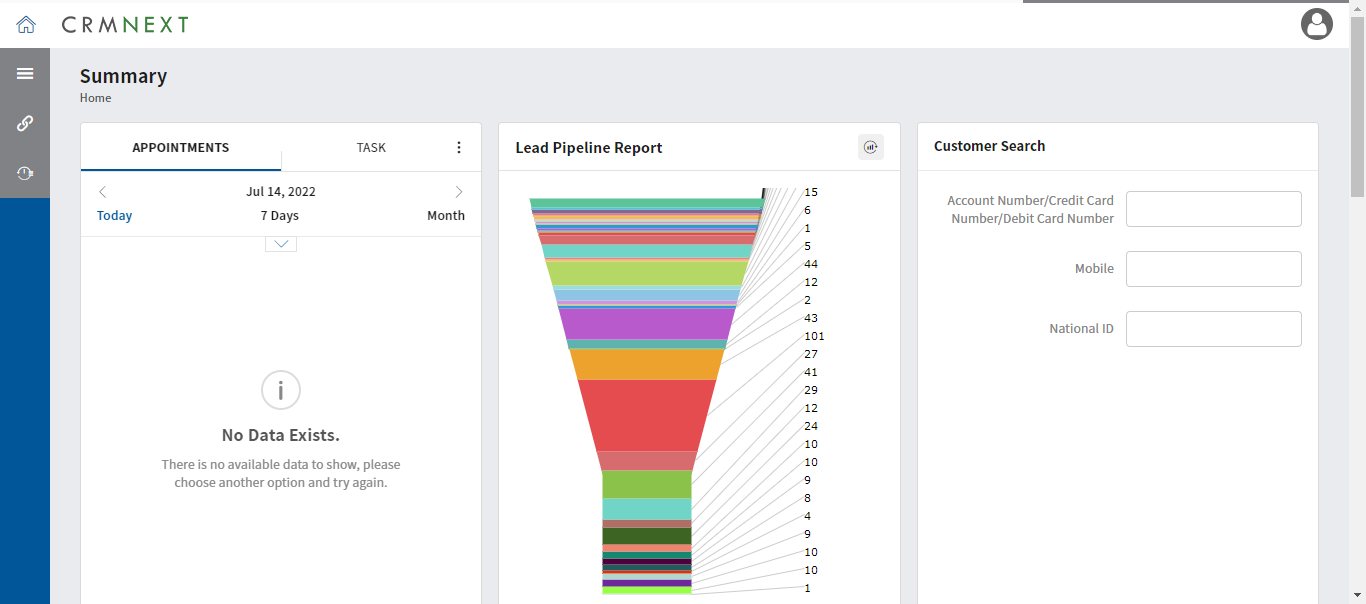 CRMNEXT
Summary
Home
APPOINTMENTS
TASK
Jul 14, 2022
Today
7 Days
Month
No Data Exists.
There is no available data to show, please
choose another option and try again.
Lead Pipeline Report
15
6
1
5
44
12
2
43
101
27
41
29
12
24
10
10
9
8
4
9
10
10
1
Customer Search
Account Number/Credit Card
Number/Debit Card Number
Mobile
National ID